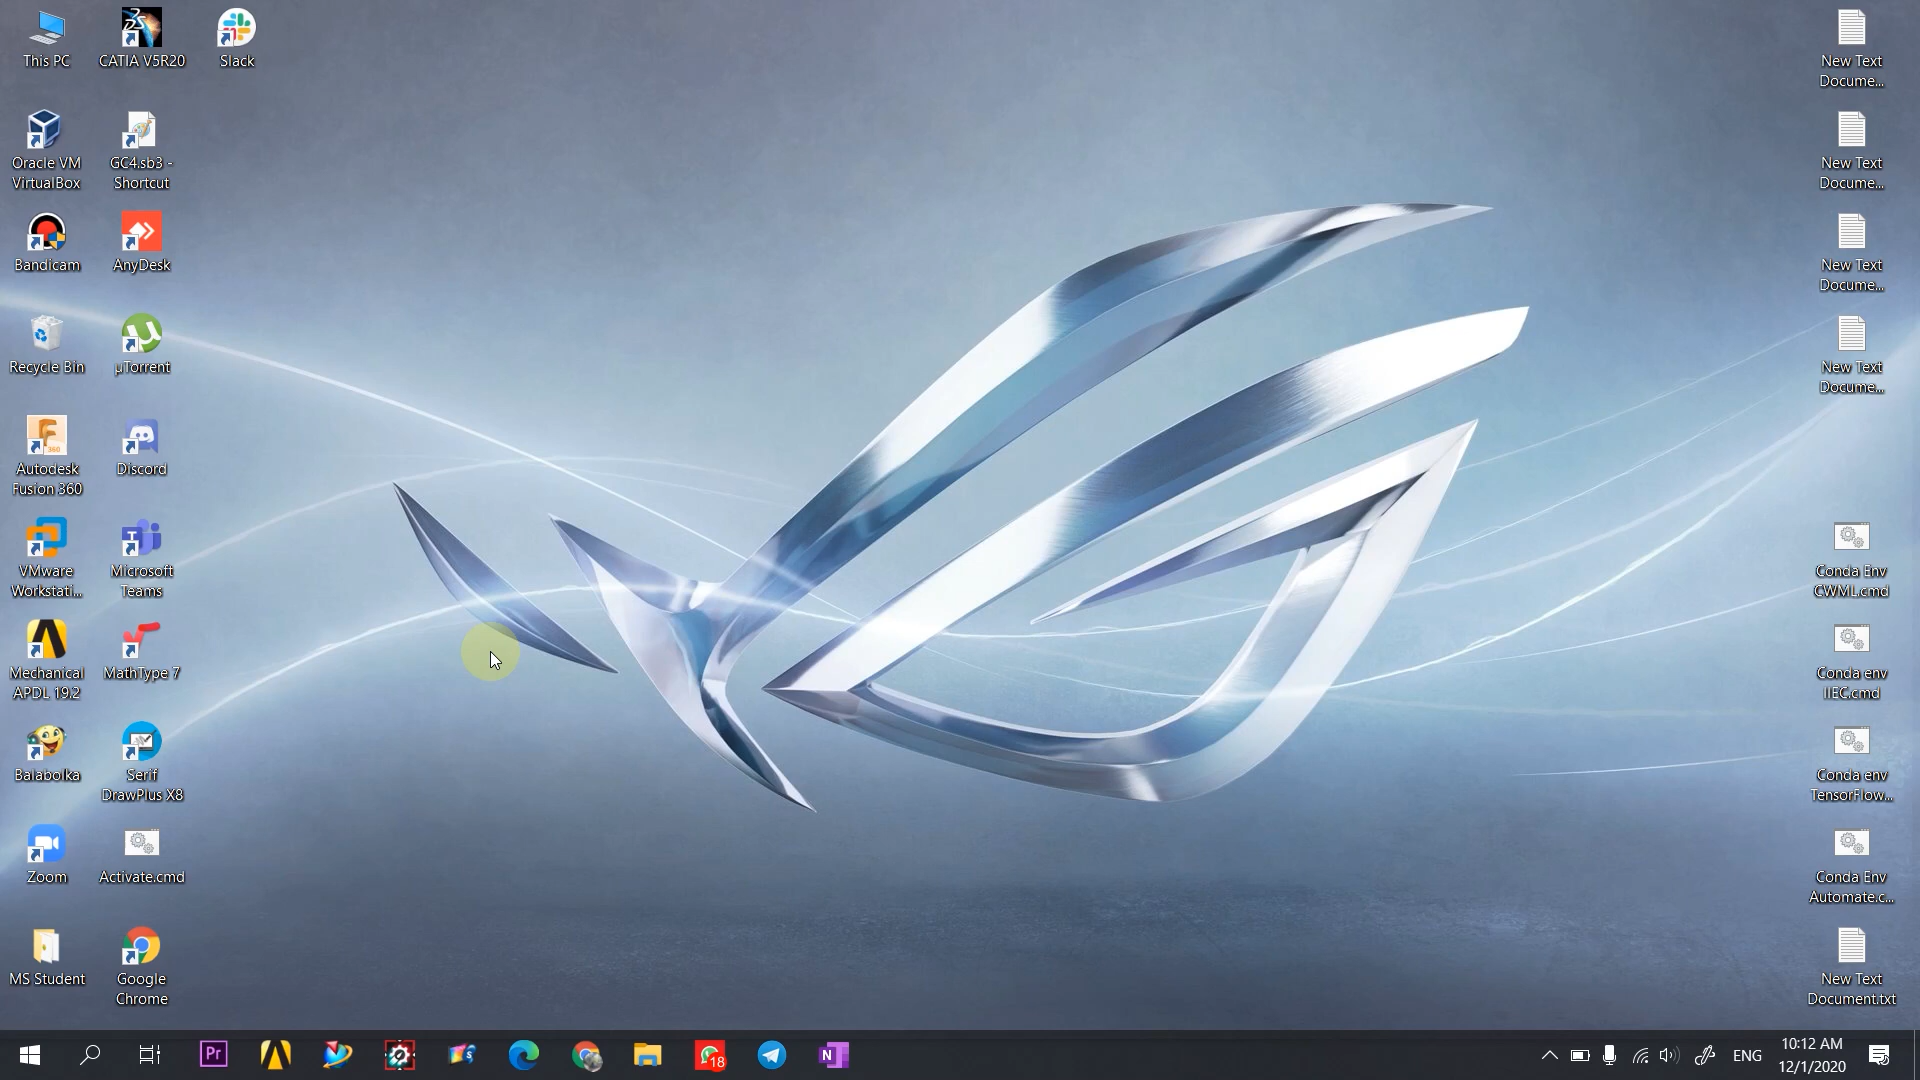 This PC
CATIA V5R20
Slack
Oracle VM
VirtualBox
GC4.sb3 -
Shortcut
Bandicam
AnyDesk
Recycle Bin
µTorrent
Autodesk
Fusion 360
Discord
VMware
Workstati...
Microsoft
Teams
Mechanical
APDL 19.2
MathType 7
Balabolka
Serif
DrawPlus X8
Zoom
Activate.cmd
MS Student
Google
Chrome
New Text
Docume...
New Text
Docume...
New Text
Docume...
New Text
Docume...
Conda Env
CWML.cmd
Conda env
IIEC.cmd
Conda env
TensorFlow...
Conda Env
Automate.c...
New Text
Document.txt
Pr
18
N
ENG
10:12 AM
12/1/2020